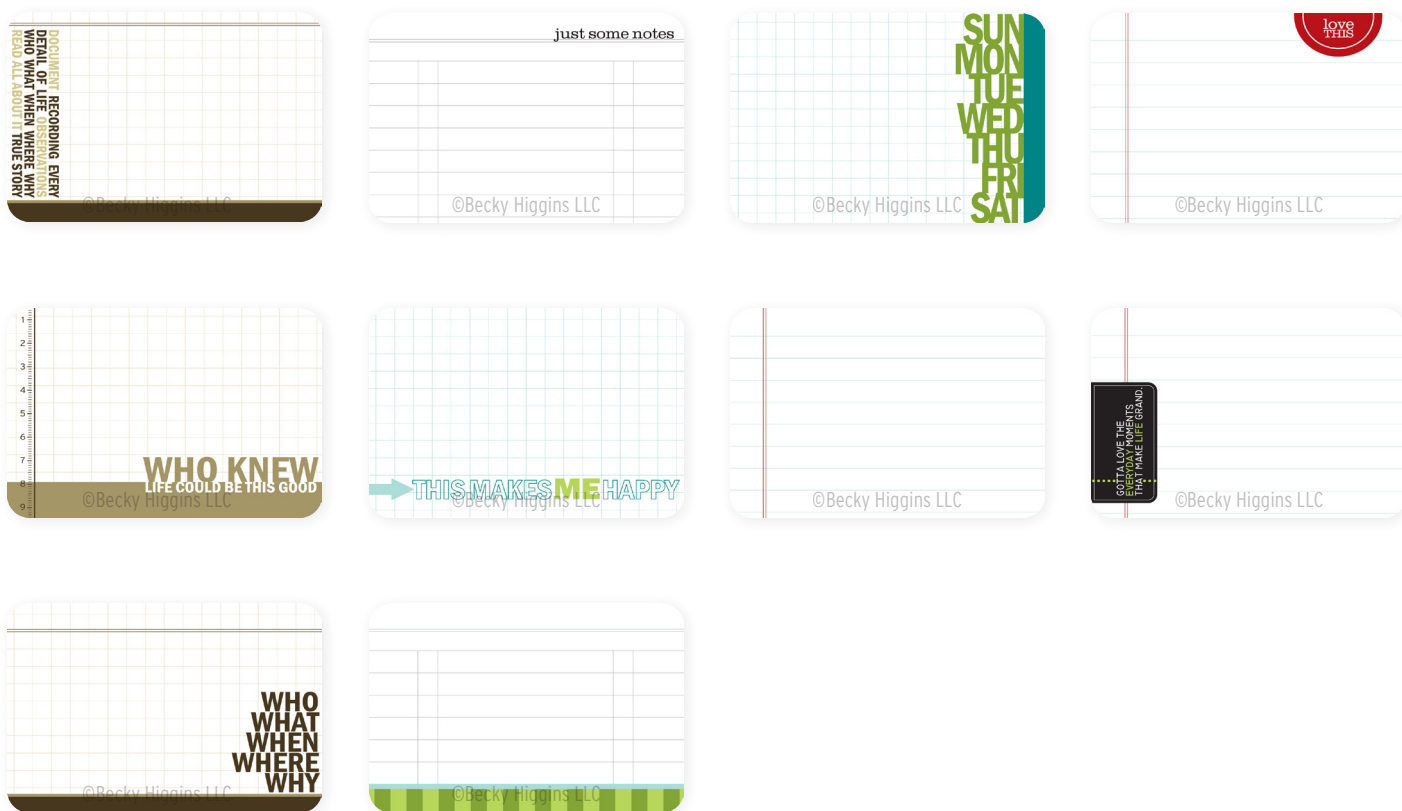 DOCUMENT RECORDING EVERY
DETAIL OF LIFE OBSERVATIONS
WHO WHAT WHEN WHERE WHY
READ ALL ABOUT IT TRUE STORY
©Becky Higgins LLC
just some notes
©Becky Higgins LLC
SUN
MON
TUE
WED
THU
FRI
SAT
©Becky Higgins LLC
love
THIS
©Becky Higgins LLC
1
2
3
4
5
6
7
8
9
WHO KNEW
LIFE COULD BE THIS GOOD
©Becky Higgins LLC
THIS MAKES ME HAPPY
©Becky Higgins LLC
©Becky Higgins LLC
GOTTA LOVE THE
EVERYDAY MOMENTS
THAT MAKE LIFE GRAND.
©Becky Higgins LLC
WHO
WHAT
WHEN
WHERE
WHY
©Becky Higgins LLC
©Becky Higgins LLC